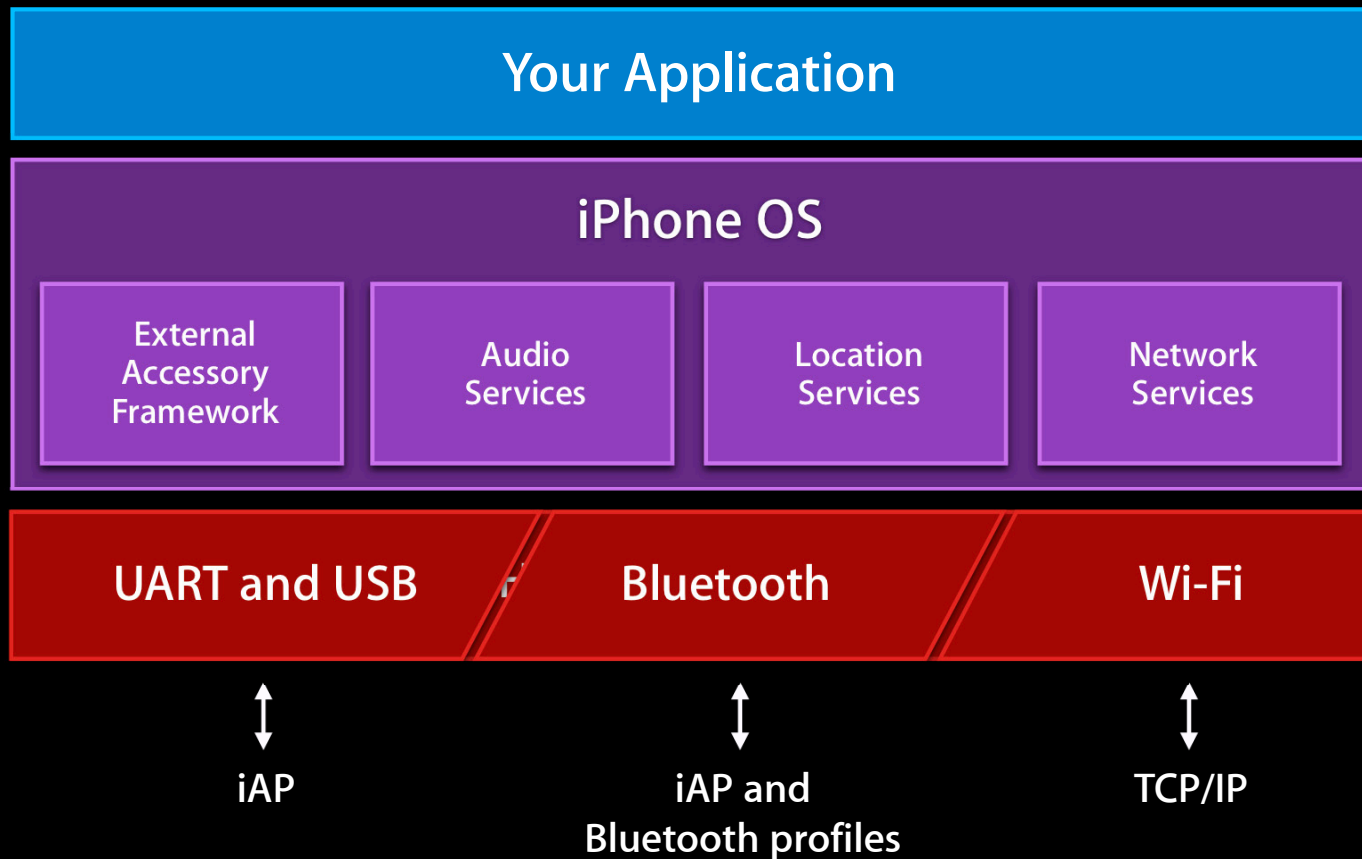 Your Application
iPhone OS
External
Accessory
Framework
Audio
Services
Location
Services
Network
Services
UART and USB
Bluetooth
Wi-Fi
iAP
iAP and
Bluetooth profiles
TCP/IP